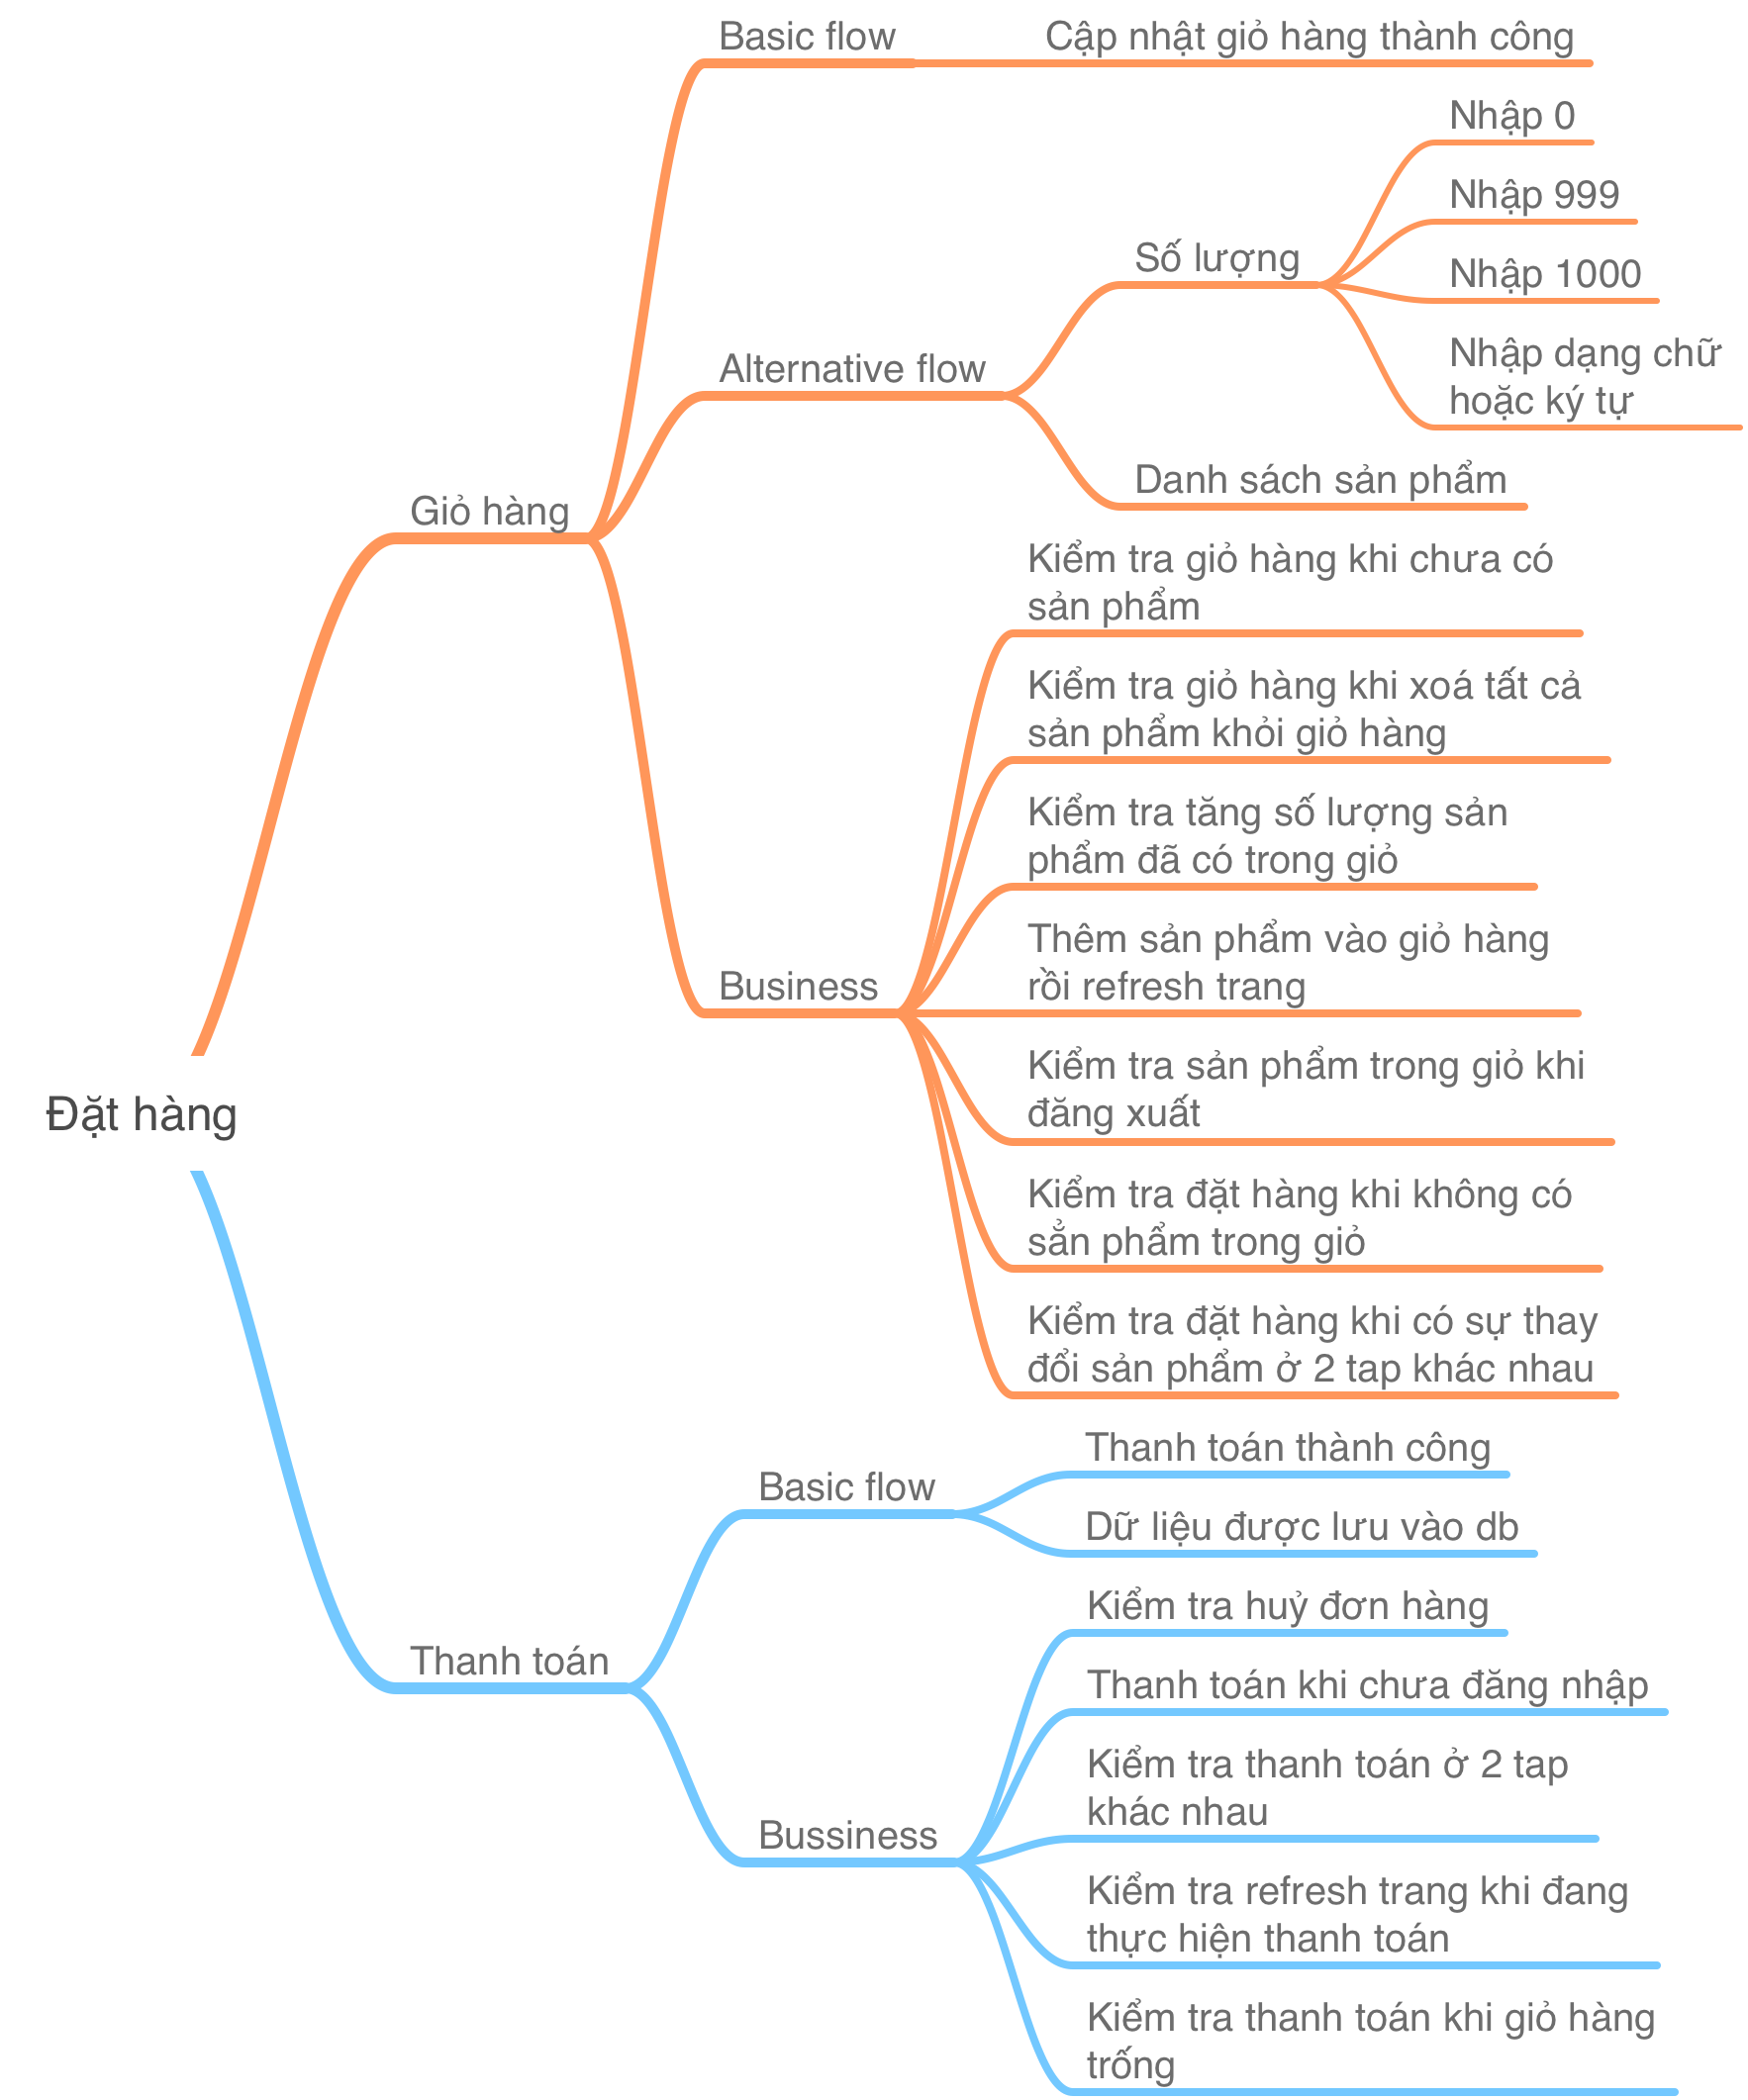 Basic flow
Cập nhật giỏ hàng thành công
Nhập 0
Nhập 999
Số lượng
Nhập 1000
Nhập dạng chữ
hoặc ký tự
Alternative flow
Danh sách sản phẩm
Giỏ hàng
Kiểm tra giỏ hàng khi chưa có
sản phẩm
Kiểm tra giỏ hàng khi xoá tất cả
sản phẩm khỏi giỏ hàng
Kiểm tra tăng số lượng sản
phẩm đã có trong giỏ
Thêm sản phẩm vào giỏ hàng
rồi refresh trang
Business
Kiểm tra sản phẩm trong giỏ khi
đăng xuất
Kiểm tra đặt hàng khi không có
sẳn phẩm trong giỏ
Kiểm tra đặt hàng khi có sự thay
đổi sản phẩm ở 2 tap khác nhau
Đặt hàng
Thanh toán thành công
Basic flow
Dữ liệu được lưu vào db
Thanh toán
Kiểm tra huỷ đơn hàng
Thanh toán khi chưa đăng nhập
Kiểm tra thanh toán ở 2 tap
khác nhau
Bussiness
Kiểm tra refresh trang khi đang
thực hiện thanh toán
Kiểm tra thanh toán khi giỏ hàng
trống